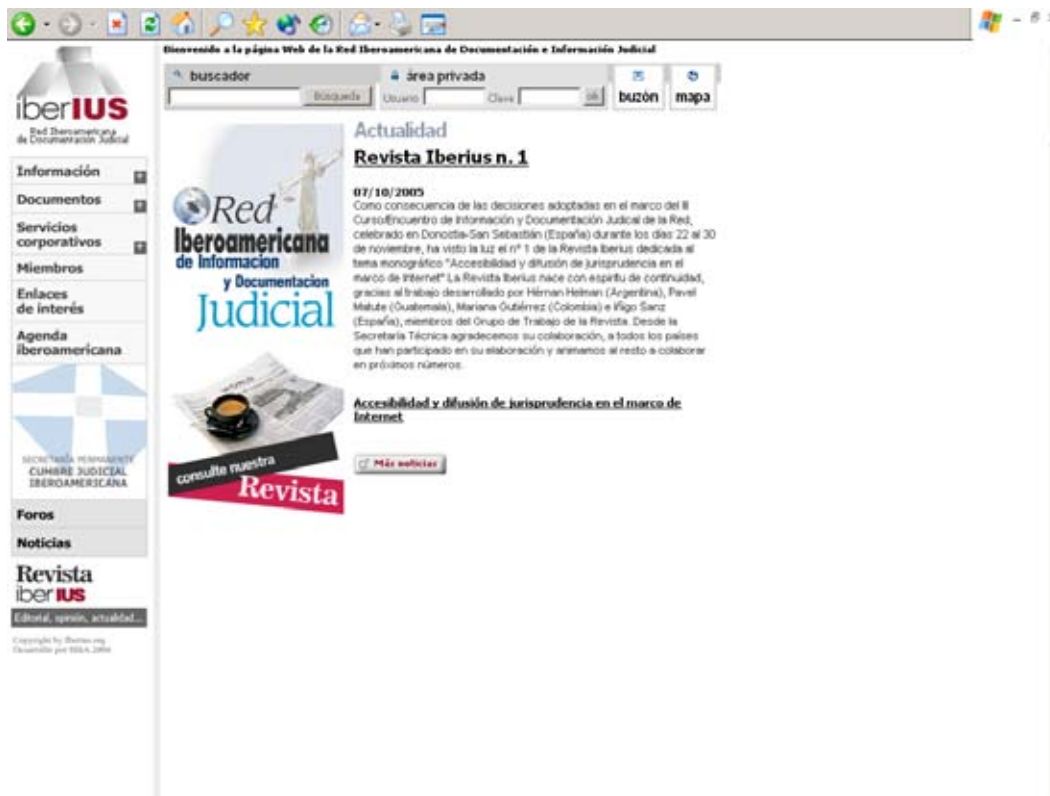 Bienvenido a la página Web de la Red Iberoamericana de Documentación e Información Judicial
buscador
Búsqueda
área privada
Usuario
Clave
ok
buzón
mapa
iberIUS
Red Iberoamericana
de Documentación Judicial
Información
Documentos
Servicios
corporativos
Miembros
Enlaces
de interés
Agenda
iberoamericana
SECRETARÍA PERMANENTE
CUMBRE JUDICIAL
IBEROAMERICANA
Foros
Noticias
Revista
iberIUS
Editorial, opinión, actualidad...
Copyright by Iberius.org
Red
Iberoamericana
de Informacion
y Documentacion
Judicial
WORLD
consulte nuestra
Revista
Actualidad
Revista Iberius n. 1
07/10/2005
Como consecuencia de las decisiones adoptadas en el marco del III
Curso/Encuentro de Información y Documentación Judical de la Red,
celebrado en Donostia-San Sebastián (España) durante los días 22 al 30
de noviembre, ha visto la luz el nº 1 de la Revista Iberius dedicada al
tema monográfico "Accesibilidad y difusión de jurisprudencia en el
marco de Internet" La Revista Iberius nace con espiritu de continuidad,
gracias al trabajo desarrollado por Hérnan Helman (Argentina), Pavel
Matute (Guatemala), Mariana Gutiérrez (Colombia) e Iñigo Sanz
(España), miembros del Grupo de Trabajo de la Revista. Desde la
Secretaría Técnica agradecemos su colaboración, a todos los países
que han participado en su elaboración y animamos al resto a colaborar
en próximos números.
Accesibilidad y difusión de jurisprudencia en el marco de
Internet
Más noticias